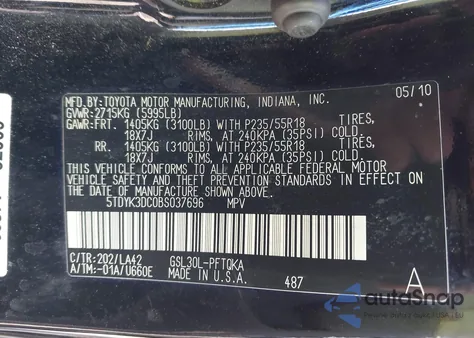 MFD.BY:TOYOTA MOTOR MANUFACTURING, INDIANA, INC. 05/10
GVWR:2715KG (5995LB)
GAWR:FRT. 1405KG (3100LB) WITH P235/55R18 TIRES,
18X7J RIMS, AT 240KPA (35PSI) COLD.
RR. 1405KG (3100LB) WITH P235/55R18 TIRES,
18X7J RIMS, AT 240KPA (35PSI) COLD.
THIS VEHICLE CONFORMS TO ALL APPLICABLE FEDERAL MOTOR
VEHICLE SAFETY AND THEFT PREVENTION STANDARDS IN EFFECT ON
THE DATE OF MANUFACTURE SHOWN ABOVE.
5TDYK3DC0BS037696 MPV
C/TR:202/LA42 GSL30L-PFTQKA
A/TM:-01A/U660E MADE IN U.S.A. 487 A
autoSnap